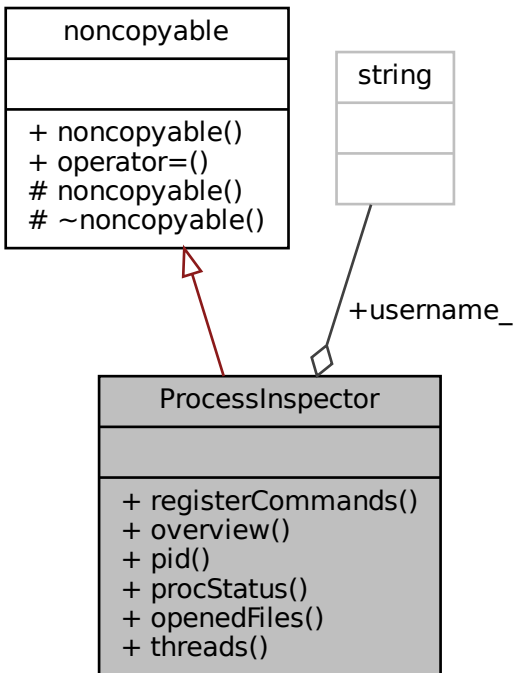 noncopyable
+ noncopyable()
+ operator=()
# noncopyable()
# ~noncopyable()
string
+username_
ProcessInspector
+ registerCommands()
+ overview()
+ pid()
+ procStatus()
+ openedFiles()
+ threads()